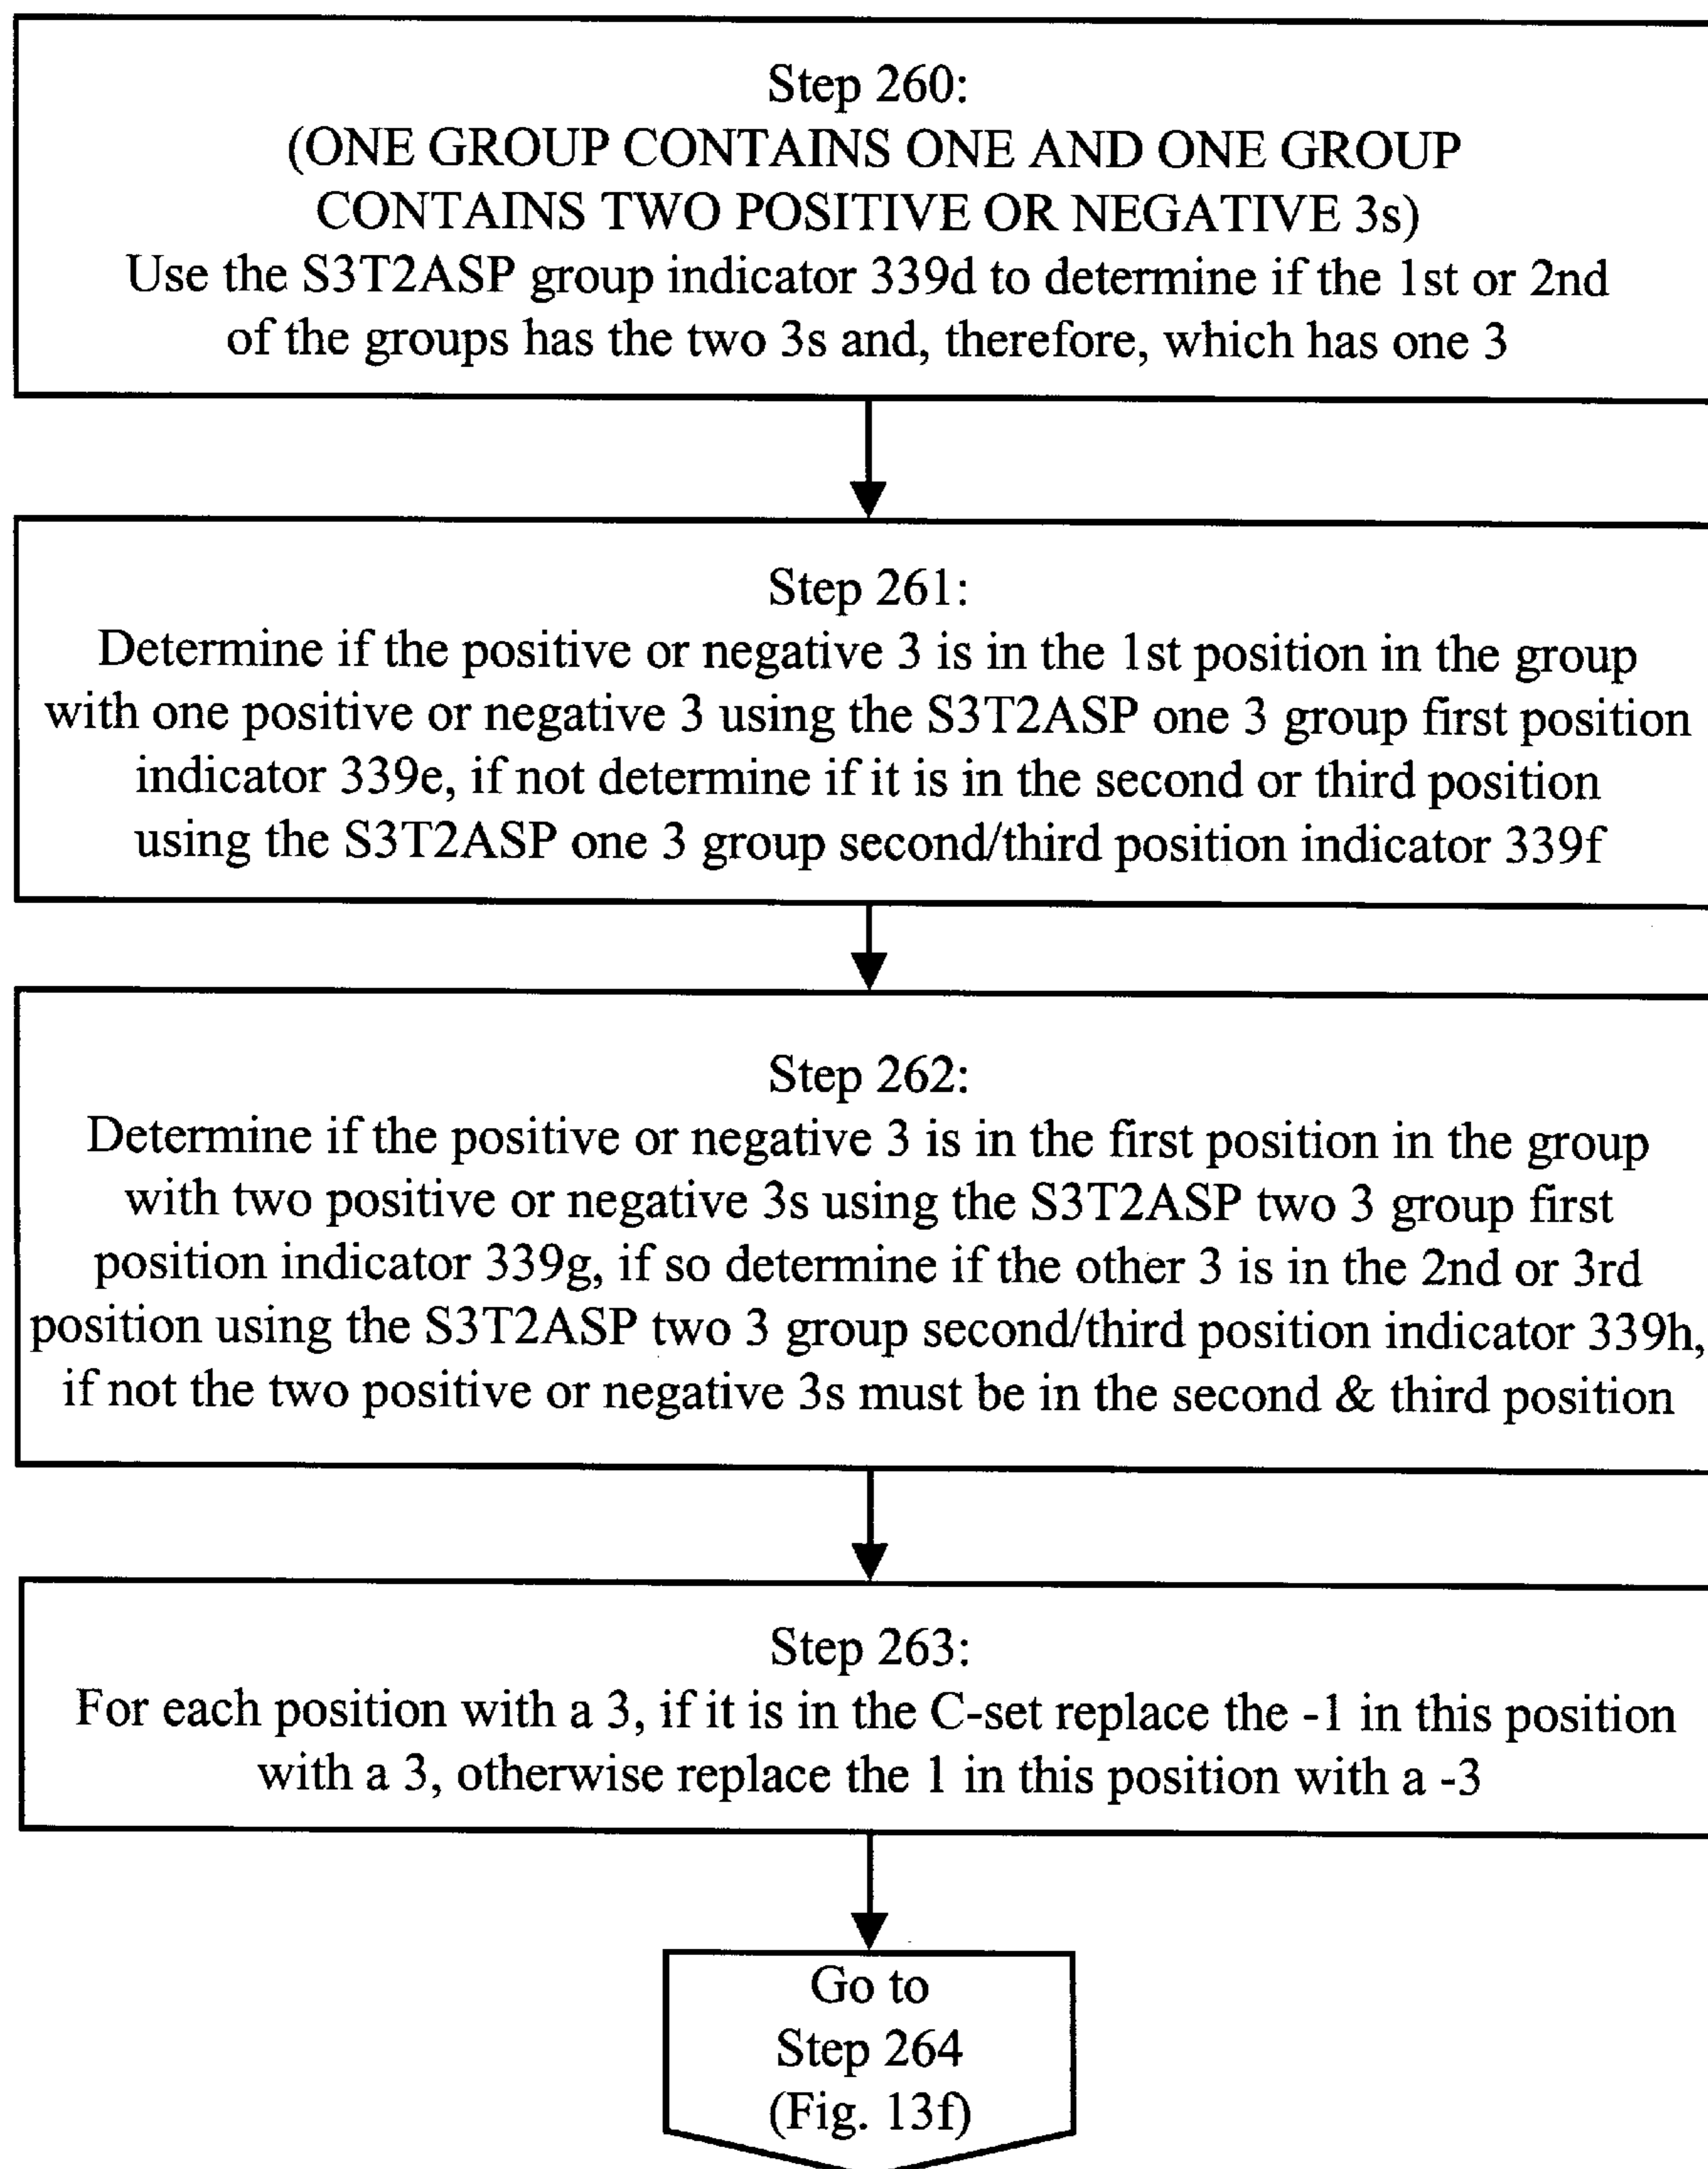 Step 260:
(ONE GROUP CONTAINS ONE AND ONE GROUP
CONTAINS TWO POSITIVE OR NEGATIVE 3s)
Use the S3T2ASP group indicator 339d to determine if the 1st or 2nd
of the groups has the two 3s and, therefore, which has one 3
Step 261:
Determine if the positive or negative 3 is in the 1st position in the group
with one positive or negative 3 using the S3T2ASP one 3 group first position
indicator 339e, if not determine if it is in the second or third position
using the S3T2ASP one 3 group second/third position indicator 339f
Step 262:
Determine if the positive or negative 3 is in the first position in the group
with two positive or negative 3s using the S3T2ASP two 3 group first
position indicator 339g, if so determine if the other 3 is in the 2nd or 3rd
position using the S3T2ASP two 3 group second/third position indicator 339h,
if not the two positive or negative 3s must be in the second & third position
Step 263:
For each position with a 3, if it is in the C-set replace the -1 in this position
with a 3, otherwise replace the 1 in this position with a -3
Go to
Step 264
(Fig. 13f)